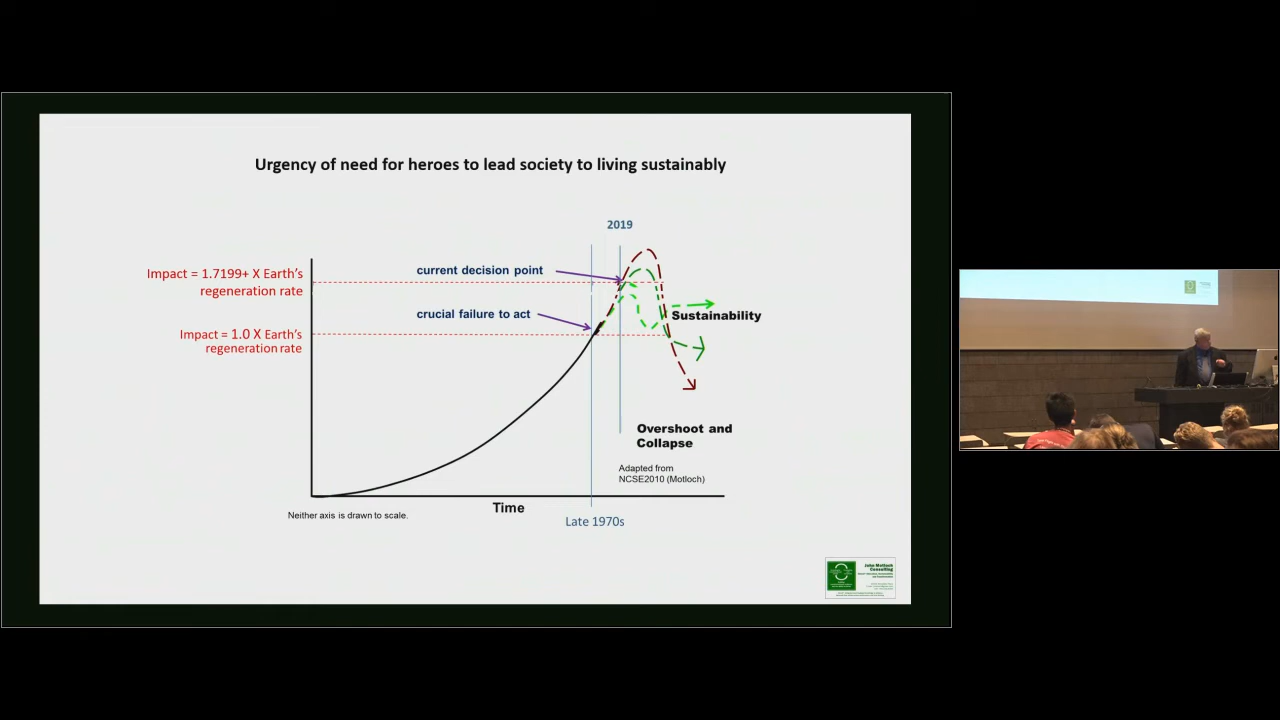 Urgency of need for heroes to lead society to living sustainably
2019
Impact = 1.7199+ X Earth's
regeneration rate
current decision point
crucial failure to act
Impact = 1.0 X Earth's
regeneration rate
Sustainability
Overshoot and
Collapse
Adapted from
NCSE2010 (Motloch)
Time
Neither axis is drawn to scale.
Late 1970s
John Motloch
Consulting